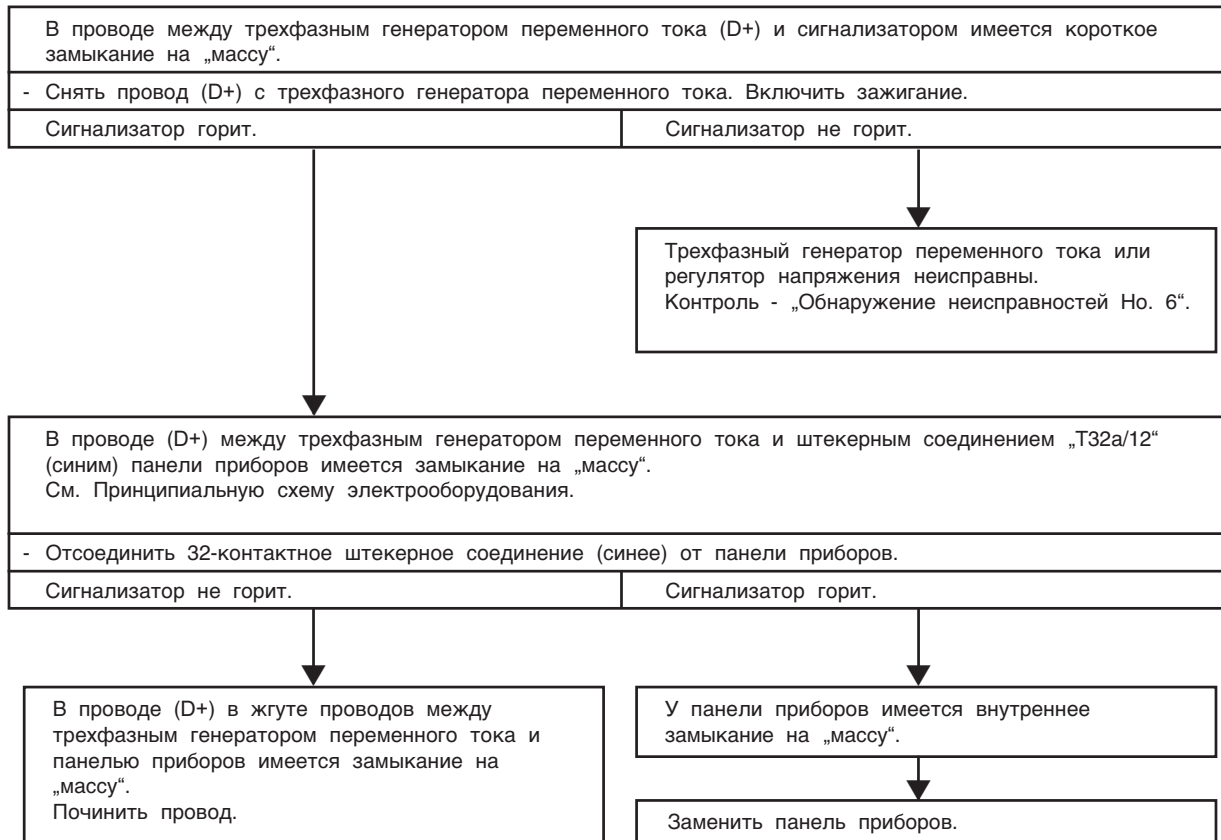 В проводе между трехфазным генератором переменного тока (D+) и сигнализатором имеется короткое
замыкание на „массу“.
- Снять провод (D+) с трехфазного генератора переменного тока. Включить зажигание.
Сигнализатор горит.
Сигнализатор не горит.
Трехфазный генератор переменного тока или
регулятор напряжения неисправны.
Контроль - „Обнаружение неисправностей Но. 6“.
В проводе (D+) между трехфазным генератором переменного тока и штекерным соединением „T32a/12“
(синим) панели приборов имеется замыкание на „массу“.
См. Принципиальную схему электрооборудования.
- Отсоединить 32-контактное штекерное соединение (синее) от панели приборов.
Сигнализатор не горит.
Сигнализатор горит.
В проводе (D+) в жгуте проводов между
трехфазным генератором переменного тока и
панелью приборов имеется замыкание на
„массу“.
Починить провод.
У панели приборов имеется внутреннее
замыкание на „массу“.
Заменить панель приборов.